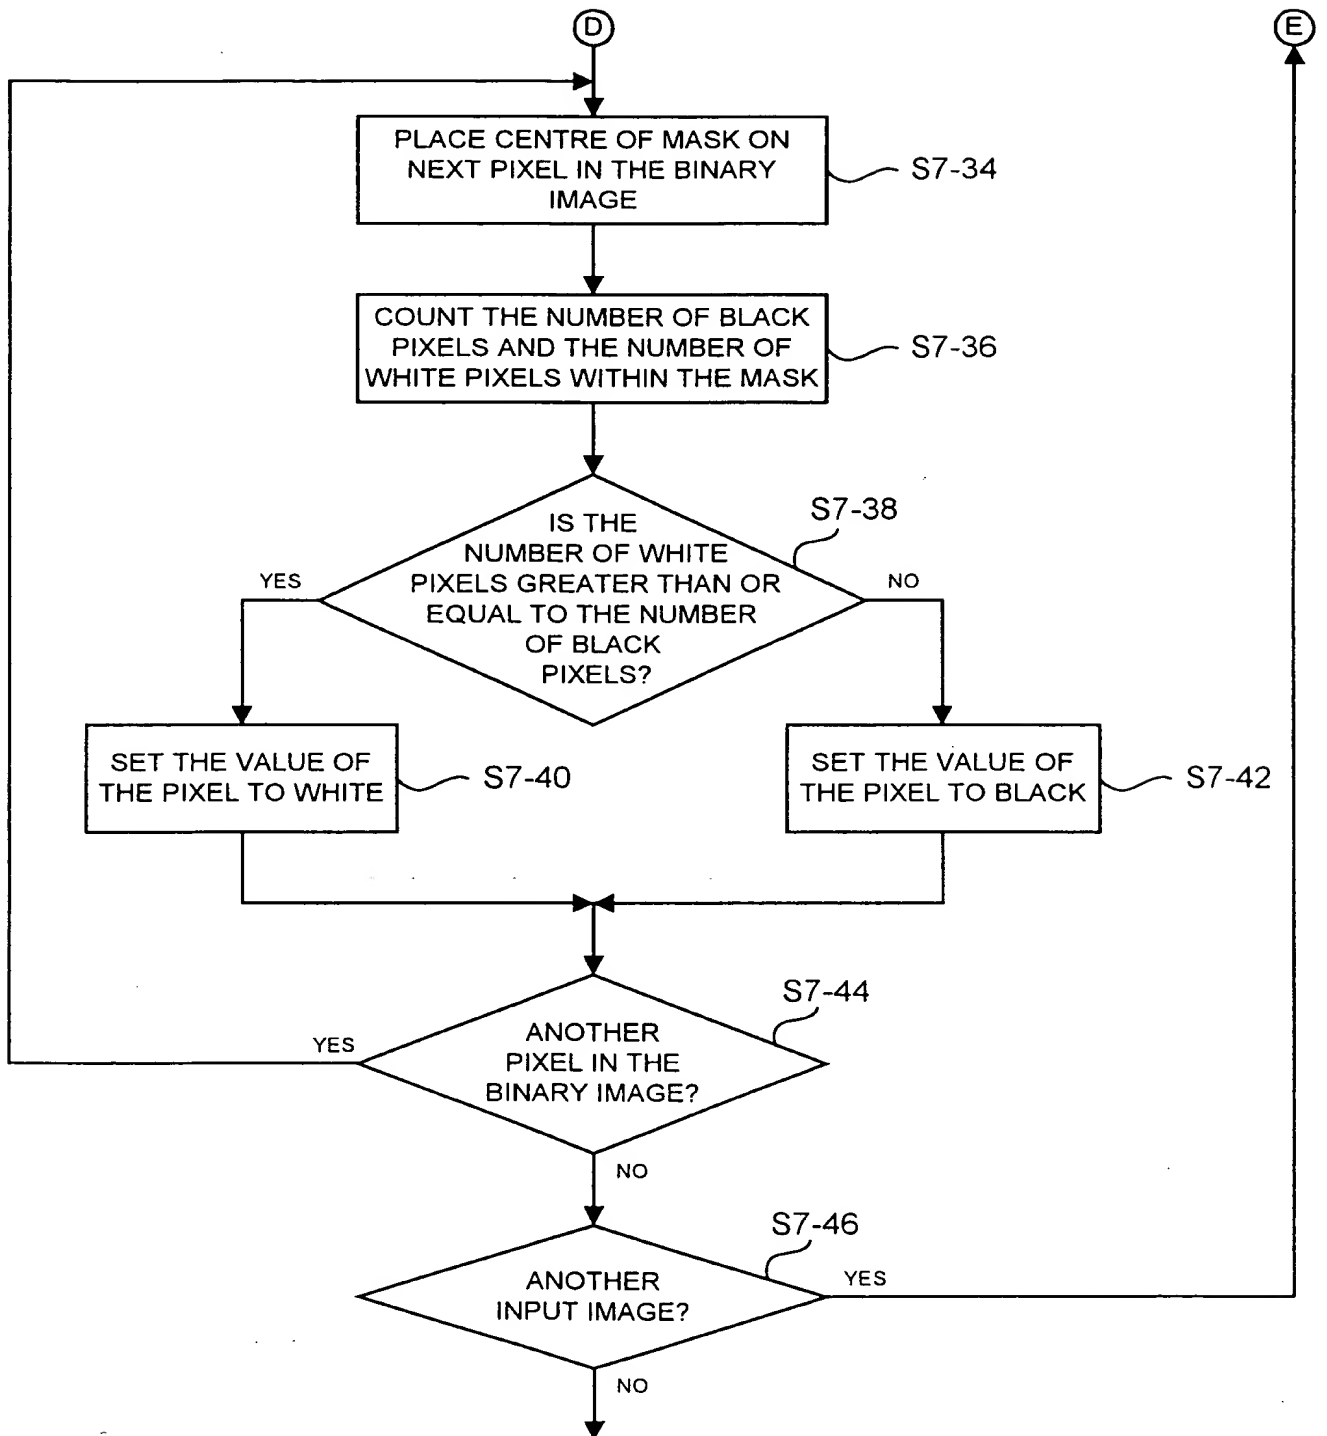 D
E
PLACE CENTRE OF MASK ON
NEXT PIXEL IN THE BINARY
IMAGE
S7-34
COUNT THE NUMBER OF BLACK
PIXELS AND THE NUMBER OF
WHITE PIXELS WITHIN THE MASK
S7-36
S7-38
IS THE
NUMBER OF WHITE
PIXELS GREATER THAN OR
EQUAL TO THE NUMBER
OF BLACK
PIXELS?
YES
NO
SET THE VALUE OF
THE PIXEL TO WHITE
S7-40
SET THE VALUE OF
THE PIXEL TO BLACK
S7-42
S7-44
ANOTHER
PIXEL IN THE
BINARY IMAGE?
YES
NO
S7-46
ANOTHER
INPUT IMAGE?
YES
NO